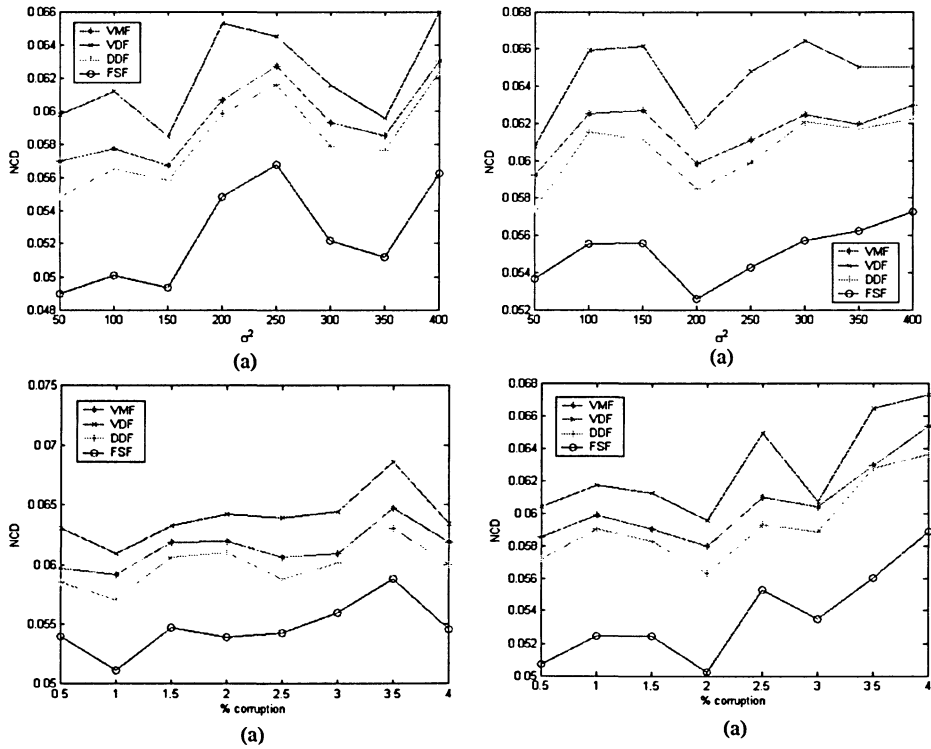 0.066
0.064
0.062
0.06
0.058
0.056
0.054
0.052
0.05
0.048
NCD
VMF
VDF
DDF
FSF
50 100 150 200 250 300 350 400
σ²
(a)
0.068
0.066
0.064
0.062
0.06
0.058
0.056
0.054
0.052
NCD
VMF
VDF
DDF
FSF
50 100 150 200 250 300 350 400
σ²
(a)
0.075
0.07
0.065
0.06
0.055
0.05
NCD
VMF
VDF
DDF
FSF
0.5 1 1.5 2 2.5 3 3.5 4
% corruption
(a)
0.068
0.066
0.064
0.062
0.06
0.058
0.056
0.054
0.052
0.05
NCD
VMF
VDF
DDF
FSF
0.5 1 1.5 2 2.5 3 3.5 4
% corruption
(a)